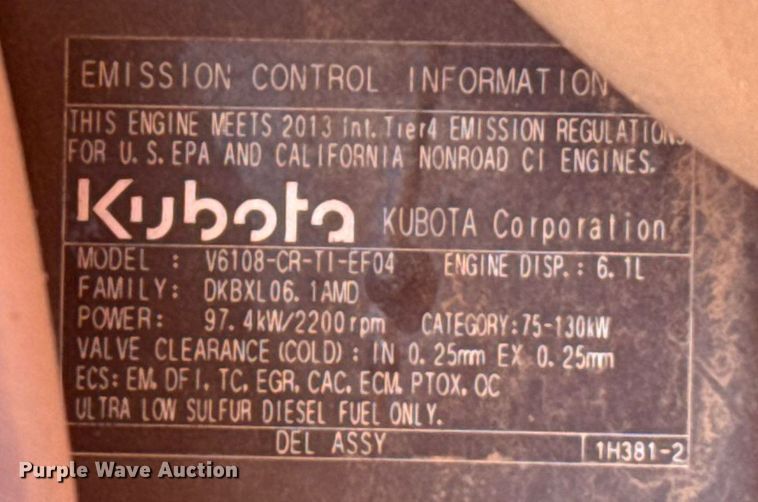 EMISSION CONTROL INFORMATION
THIS ENGINE MEETS 2013 Int. Tier4 EMISSION REGULATIONS
FOR U.S. EPA AND CALIFORNIA NONROAD CI ENGINES.
Kubota KUBOTA Corporation
MODEL : V6108-CR-TI-EF04 ENGINE DISP.: 6.1L
FAMILY: DKBXL06.1AMD
POWER: 97.4kW/2200rpm CATEGORY:75-130kW
VALVE CLEARANCE (COLD) : IN 0.25mm EX 0.25mm
ECS: EM, DFI, TC, EGR, CAC, ECM, PTOX, OC
ULTRA LOW SULFUR DIESEL FUEL ONLY.
DEL ASSY 1H381-2
Purple Wave Auction